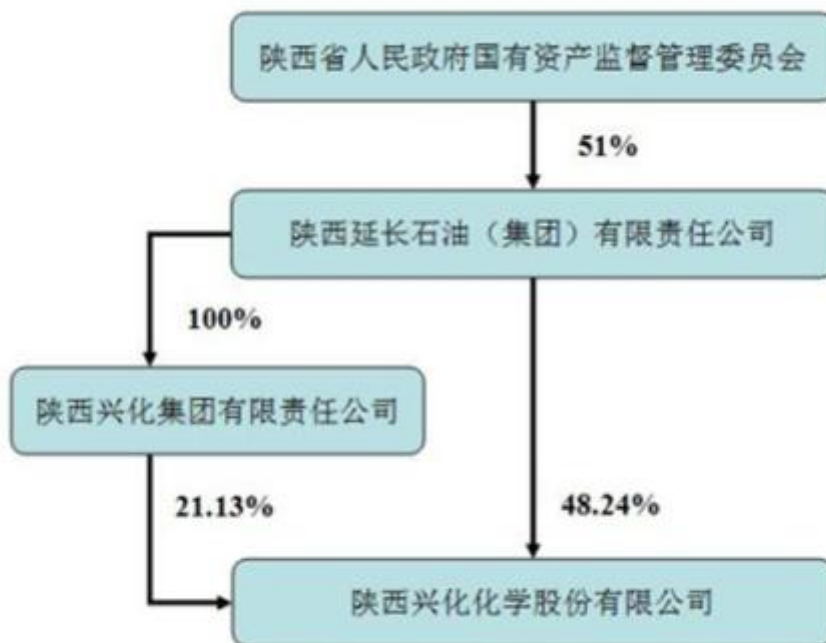 陕西省人民政府国有资产监督管理委员会
51%
陕西延长石油（集团）有限责任公司
100%
陕西兴化集团有限责任公司
21.13%
48.24%
陕西兴化化学股份有限公司